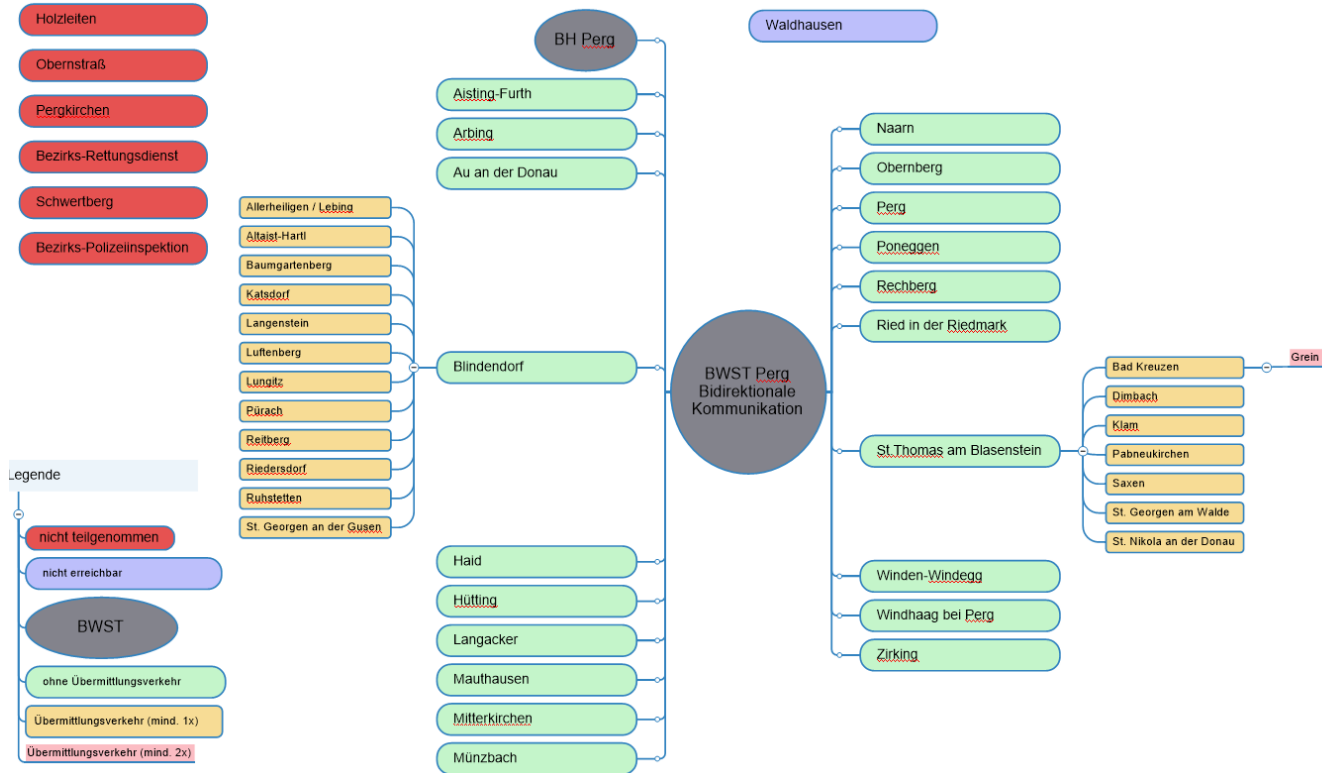 Holzleiten
Obernstraß
Pergkirchen
Bezirks-Rettungsdienst
Schwertberg
Bezirks-Polizeiinspektion
BH Perg
Aisting-Furth
Arbing
Au an der Donau
Allerheiligen / Lebing
Altaist-Hartl
Baumgartenberg
Katsdorf
Langenstein
Luftenberg
Lungitz
Pürach
Reitberg
Riedersdorf
Ruhstetten
St. Georgen an der Gusen
Blindendorf
Haid
Hütting
Langacker
Mauthausen
Mitterkirchen
Münzbach
BWST Perg
Bidirektionale
Kommunikation
Waldhausen
Naarn
Obernberg
Perg
Poneggen
Rechberg
Ried in der Riedmark
St.Thomas am Blasenstein
Bad Kreuzen
Grein
Dimbach
Klam
Pabneukirchen
Saxen
St. Georgen am Walde
St. Nikola an der Donau
Winden-Windegg
Windhaag bei Perg
Zirking
Legende
nicht teilgenommen
nicht erreichbar
BWST
ohne Übermittlungsverkehr
Übermittlungsverkehr (mind. 1x)
Übermittlungsverkehr (mind. 2x)